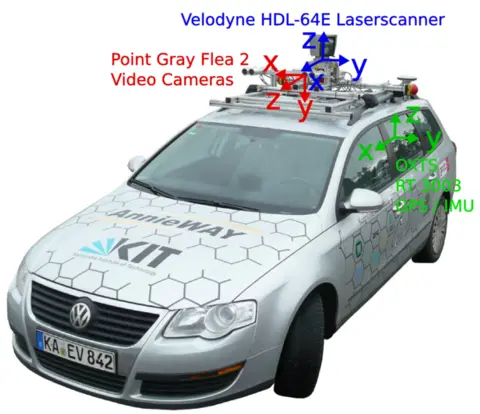 Velodyne HDL-64E Laserscanner
Point Gray Flea 2
Video Cameras
z
x
y
x
z
y
z
x
y
OXTS
RT 3003
GPS / IMU
AnnieWAY
KIT
KA EV 842